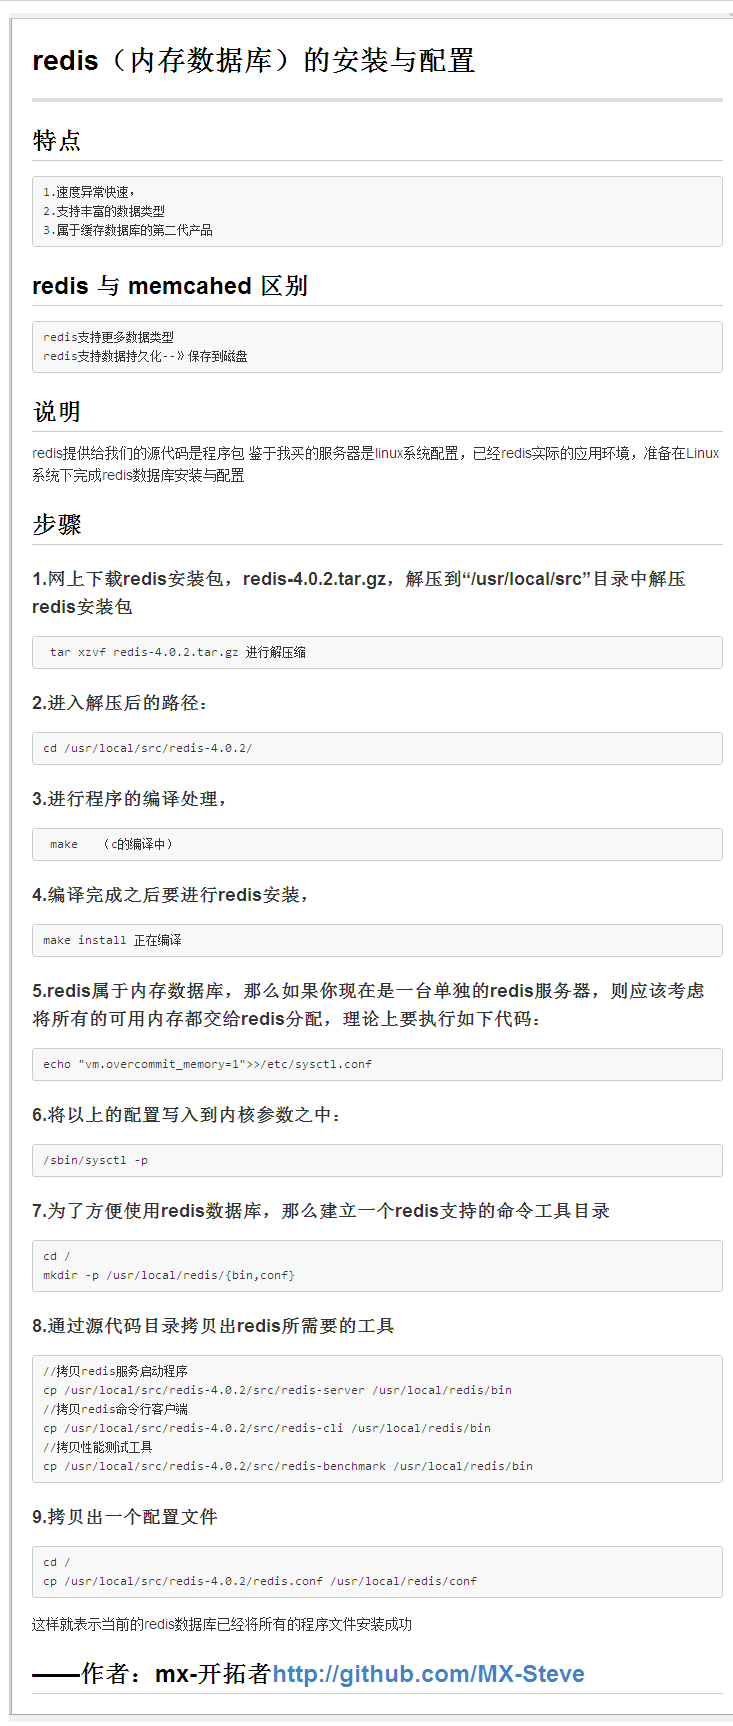 redis（内存数据库）的安装与配置
特点
1.速度异常快速，
2.支持丰富的数据类型
3.属于缓存数据库的第二代产品
redis 与 memcahed 区别
redis支持更多数据类型
redis支持数据持久化--》保存到磁盘
说明
redis提供给我们的源代码是程序包 鉴于我买的服务器是linux系统配置，已经redis实际的应用环境，准备在Linux
系统下完成redis数据库安装与配置
步骤
1.网上下载redis安装包，redis-4.0.2.tar.gz，解压到“/usr/local/src”目录中解压
redis安装包
tar xzvf redis-4.0.2.tar.gz 进行解压缩
2.进入解压后的路径：
cd /usr/local/src/redis-4.0.2/
3.进行程序的编译处理，
make （c的编译中）
4.编译完成之后要进行redis安装，
make install 正在编译
5.redis属于内存数据库，那么如果你现在是一台单独的redis服务器，则应该考虑
将所有的可用内存都交给redis分配，理论上要执行如下代码：
echo "vm.overcommit_memory=1">>/etc/sysctl.conf
6.将以上的配置写入到内核参数之中：
/sbin/sysctl -p
7.为了方便使用redis数据库，那么建立一个redis支持的命令工具目录
cd /
mkdir -p /usr/local/redis/{bin,conf}
8.通过源代码目录拷贝出redis所需要的工具
//拷贝redis服务启动程序
cp /usr/local/src/redis-4.0.2/src/redis-server /usr/local/redis/bin
//拷贝redis命令行客户端
cp /usr/local/src/redis-4.0.2/src/redis-cli /usr/local/redis/bin
//拷贝性能测试工具
cp /usr/local/src/redis-4.0.2/src/redis-benchmark /usr/local/redis/bin
9.拷贝出一个配置文件
cd /
cp /usr/local/src/redis-4.0.2/redis.conf /usr/local/redis/conf
这样就表示当前的redis数据库已经将所有的程序文件安装成功
——作者：mx-开拓者http://github.com/MX-Steve